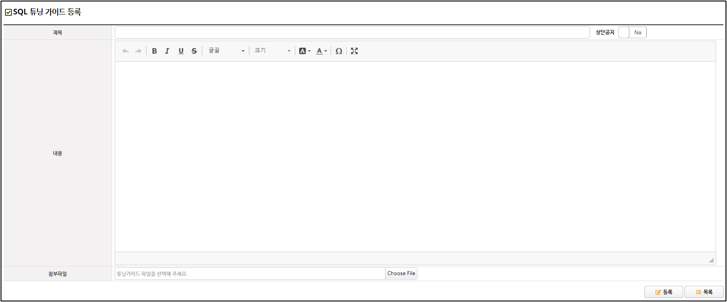 SQL 튜닝 가이드 등록
제목 상단공지 No
B I U S 글꼴 크기 A A Ω
내용
첨부파일 튜닝가이드 파일을 선택해 주세요. Choose File
등록 목록